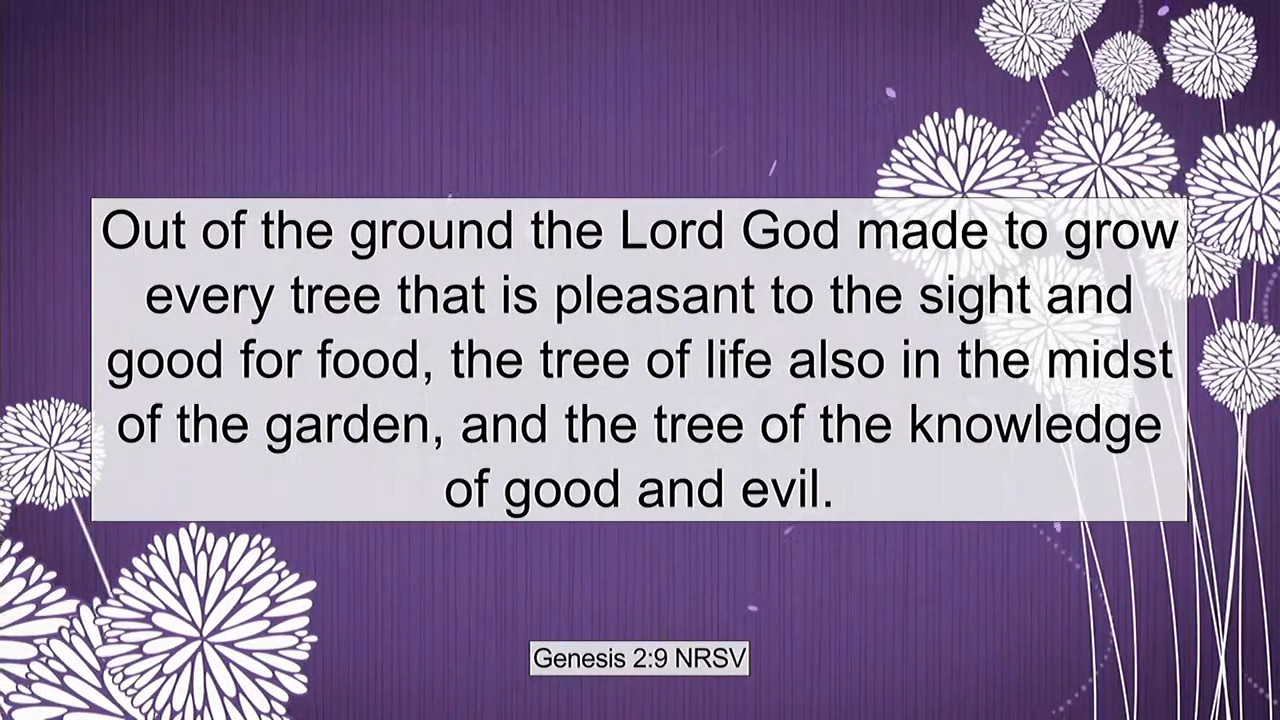 Out of the ground the Lord God made to grow
every tree that is pleasant to the sight and
good for food, the tree of life also in the midst
of the garden, and the tree of the knowledge
of good and evil.
Genesis 2:9 NRSV